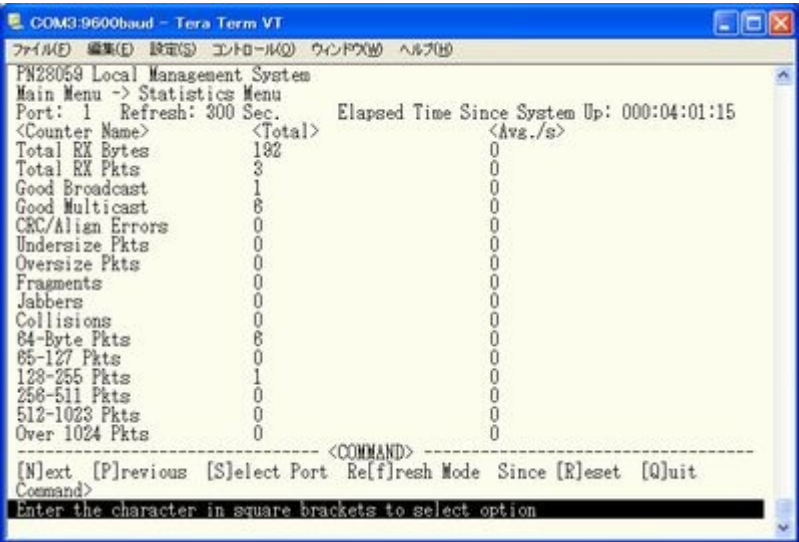 COM3:9600baud - Tera Term VT
ファイル(F) 編集(E) 設定(S) コントロール(O) ウィンドウ(W) ヘルプ(H)
PN28059 Local Management System
Main Menu -> Statistics Menu
Port: 1 Refresh: 300 Sec. Elapsed Time Since System Up: 000:04:01:15
<Counter Name> <Total> <Avg./s>
Total RX Bytes 192 0
Total RX Pkts 3 0
Good Broadcast 1 0
Good Multicast 6 0
CRC/Align Errors 0 0
Undersize Pkts 0 0
Oversize Pkts 0 0
Fragments 0 0
Jabbers 0 0
Collisions 0 0
64-Byte Pkts 6 0
65-127 Pkts 0 0
128-255 Pkts 1 0
256-511 Pkts 0 0
512-1023 Pkts 0 0
Over 1024 Pkts 0 0
-------------------------------- <COMMAND> -----------------------------------
[N]ext [P]revious [S]elect Port Re[f]resh Mode Since [R]eset [Q]uit
Command>
Enter the character in square brackets to select option